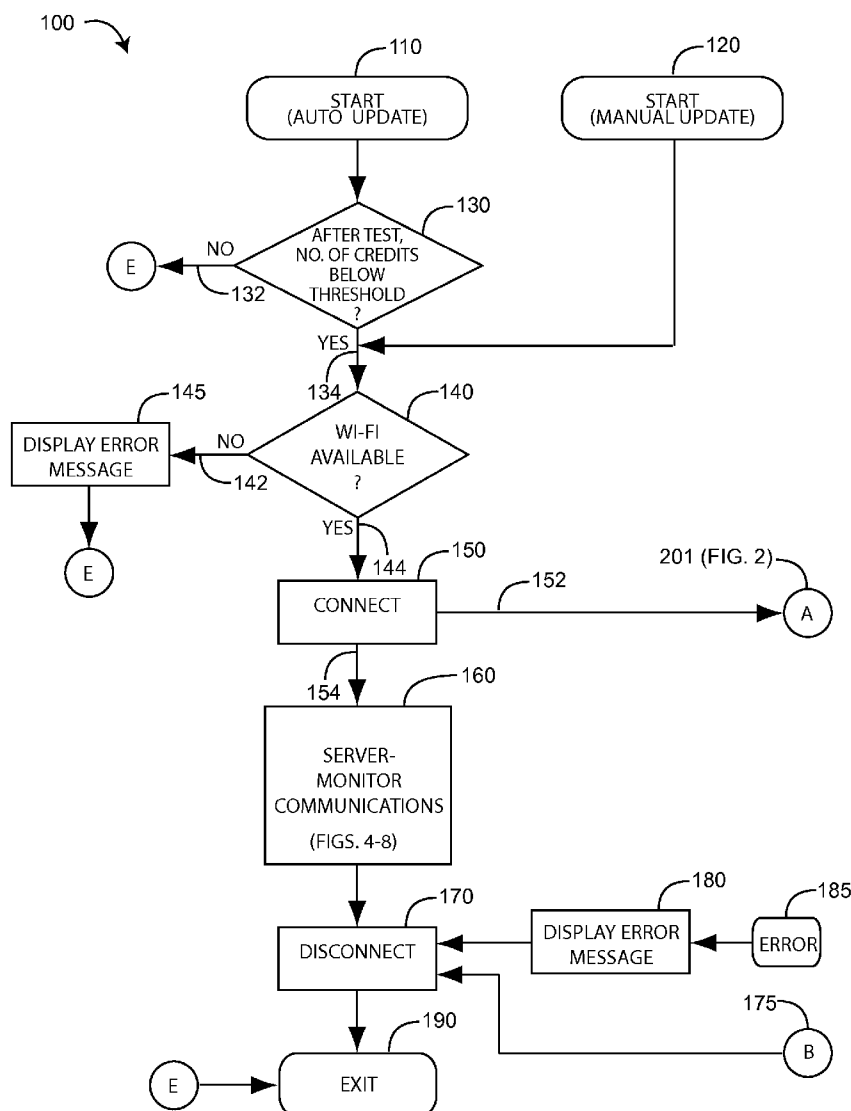 100
110
120
START
(AUTO UPDATE)
START
(MANUAL UPDATE)
130
AFTER TEST,
NO. OF CREDITS
BELOW
THRESHOLD
?
NO
E
132
YES
134
140
145
WI-FI
AVAILABLE
?
NO
DISPLAY ERROR
MESSAGE
142
E
YES
144
150
201 (FIG. 2)
CONNECT
152
A
154
160
SERVER-
MONITOR
COMMUNICATIONS
(FIGS. 4-8)
170
180
185
DISCONNECT
DISPLAY ERROR
MESSAGE
ERROR
175
B
190
E
EXIT